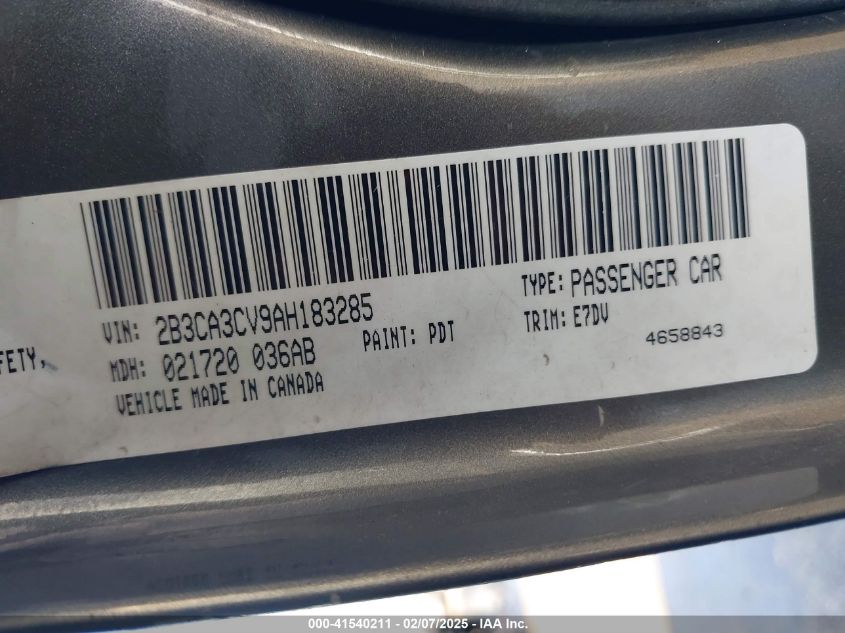 VIN: 2B3CA3CV9AH183285
TYPE: PASSENGER CAR
FETY,
MDH: 021720 036AB
PAINT: PDT
TRIM: E7DV
4658843
VEHICLE MADE IN CANADA
000-41540211 - 02/07/2025 - IAA Inc.